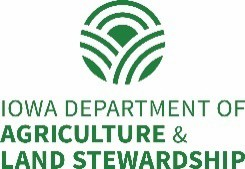 IOWA DEPARTMENT OF
AGRICULTURE &
LAND STEWARDSHIP